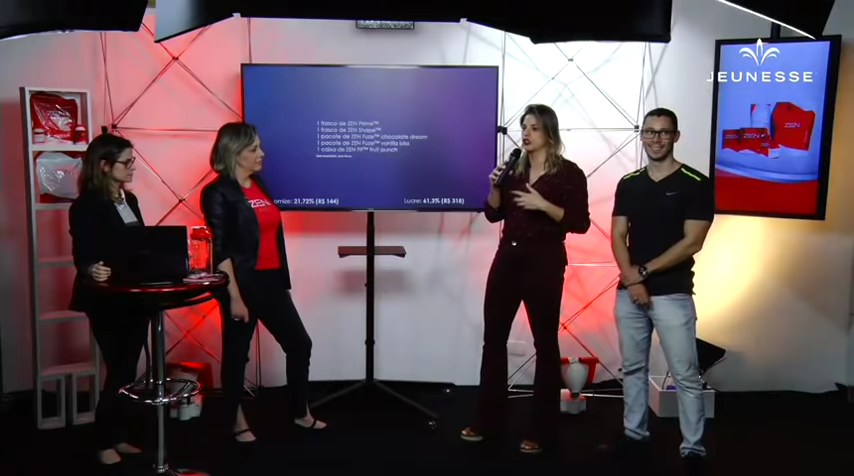 JEUNESSE
1 frasco de ZEN Prime™
1 frasco de ZEN Shape™
1 pacote de ZEN Fuze™ chocolate dream
1 pacote de ZEN Fuze™
1 caixa de ZEN Fit™ fruit punch
omize: 21,72% (R$ 144)
Lucro: 61,3% (R$ 318)
ZEN
ZEN